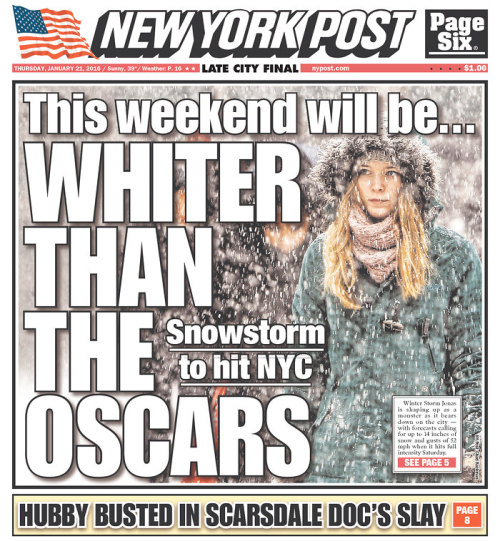 NEW YORK POST
Page
Six®
THURSDAY, JANUARY 21, 2016 / Sunny, 39° / Weather: P. 16 ★★
LATE CITY FINAL
nypost.com
$1.00
This weekend will be...
WHITER
THAN
THE
OSCARS
Snowstorm
to hit NYC
Winter Storm Jonas
is shaping up as a
monster as it bears
down on the city —
with forecasts calling
for up to 14 inches of
snow and gusts of 52
mph when it hits full
intensity Saturday.
SEE PAGE 5
HUBBY BUSTED IN SCARSDALE DOC'S SLAY
PAGE
8